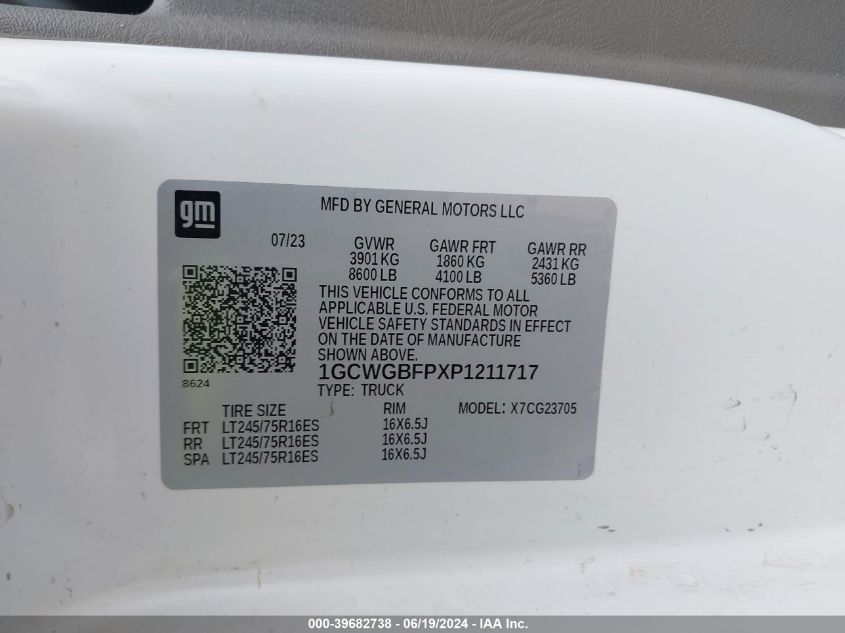 gm
MFD BY GENERAL MOTORS LLC
07/23 GVWR GAWR FRT GAWR RR
3901 KG 1860 KG 2431 KG
8600 LB 4100 LB 5360 LB
THIS VEHICLE CONFORMS TO ALL
APPLICABLE U.S. FEDERAL MOTOR
VEHICLE SAFETY STANDARDS IN EFFECT
ON THE DATE OF MANUFACTURE
SHOWN ABOVE.
1GCWGBFPXP1211717
8624
TYPE: TRUCK
TIRE SIZE RIM MODEL: X7CG23705
FRT LT245/75R16ES 16X6.5J
RR LT245/75R16ES 16X6.5J
SPA LT245/75R16ES 16X6.5J
000-39682738 - 06/19/2024 - IAA Inc.